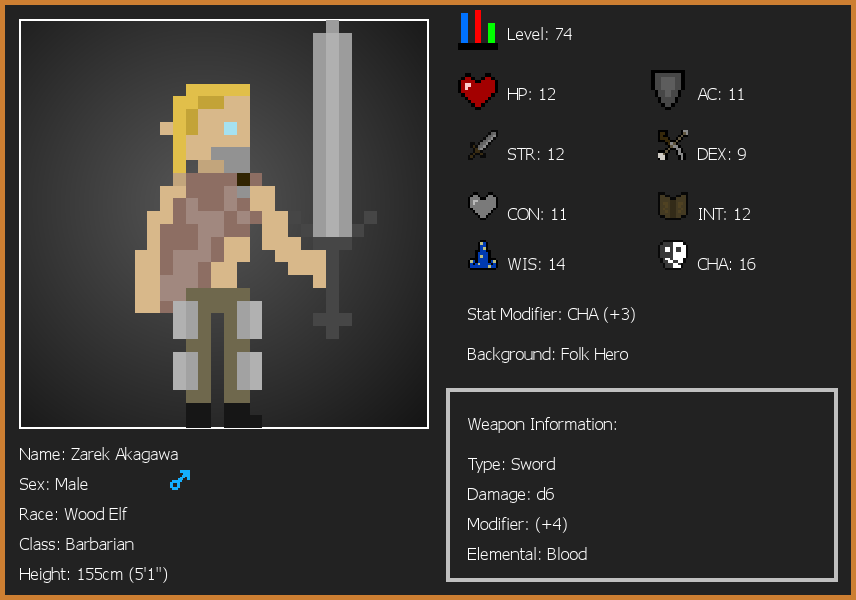 Level: 74
HP: 12
AC: 11
STR: 12
DEX: 9
CON: 11
INT: 12
WIS: 14
CHA: 16
Stat Modifier: CHA (+3)
Background: Folk Hero
Weapon Information:
Type: Sword
Damage: d6
Modifier: (+4)
Elemental: Blood
Name: Zarek Akagawa
Sex: Male
Race: Wood Elf
Class: Barbarian
Height: 155cm (5'1")